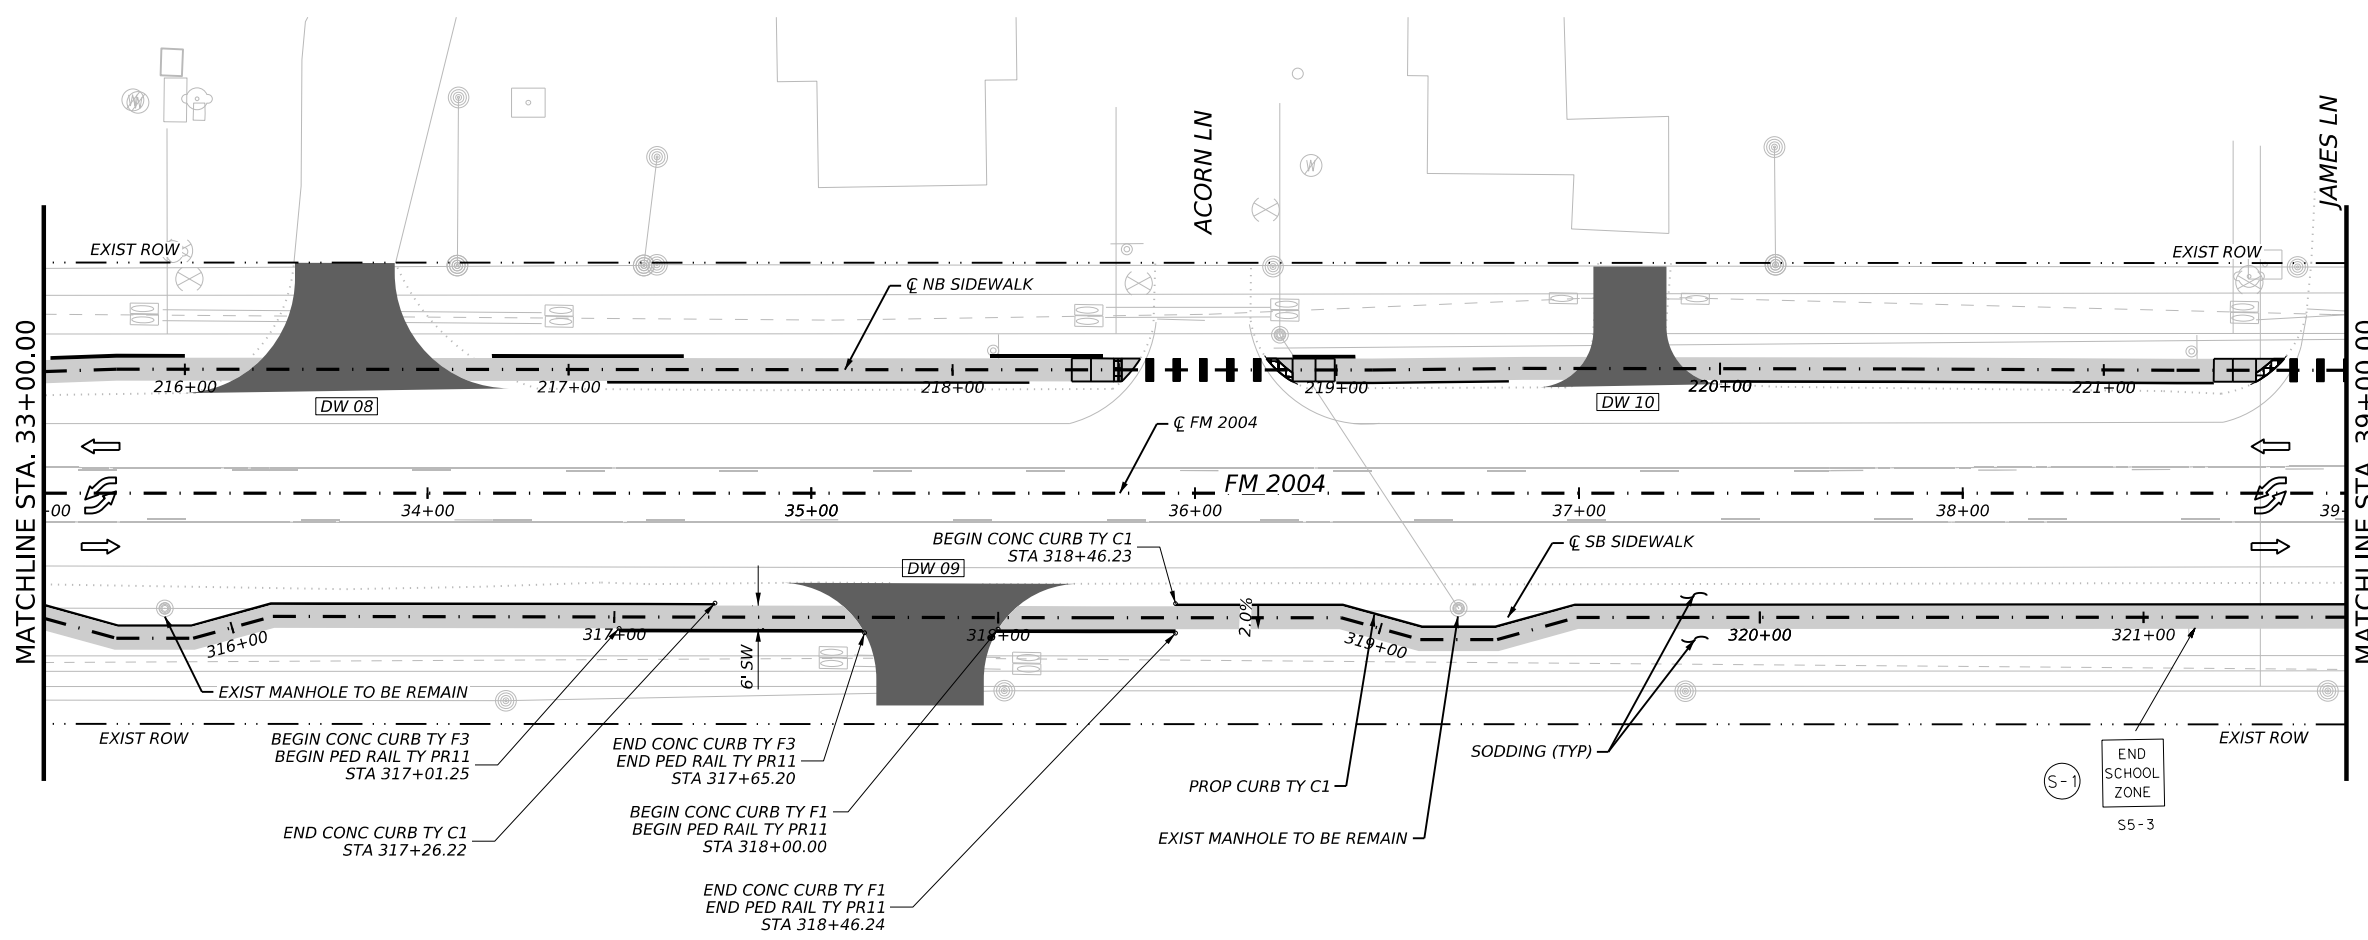 ACORN LN
JAMES LN
EXIST ROW
EXIST ROW
℄ NB SIDEWALK
MATCHLINE STA. 33+00.00
MATCHLINE STA. 39+00.00
216+00
217+00
218+00
219+00
220+00
221+00
DW 08
DW 10
℄ FM 2004
FM 2004
-00
34+00
35+00
36+00
37+00
38+00
39-
BEGIN CONC CURB TY C1
STA 318+46.23
℄ SB SIDEWALK
DW 09
2.0%
316+00
317+00
318+00
319+00
320+00
321+00
6' SW
EXIST MANHOLE TO BE REMAIN
EXIST ROW
EXIST ROW
BEGIN CONC CURB TY F3
BEGIN PED RAIL TY PR11
STA 317+01.25
END CONC CURB TY F3
END PED RAIL TY PR11
STA 317+65.20
SODDING (TYP)
END
SCHOOL
ZONE
S-1
S5-3
PROP CURB TY C1
BEGIN CONC CURB TY F1
BEGIN PED RAIL TY PR11
STA 318+00.00
END CONC CURB TY C1
STA 317+26.22
EXIST MANHOLE TO BE REMAIN
END CONC CURB TY F1
END PED RAIL TY PR11
STA 318+46.24